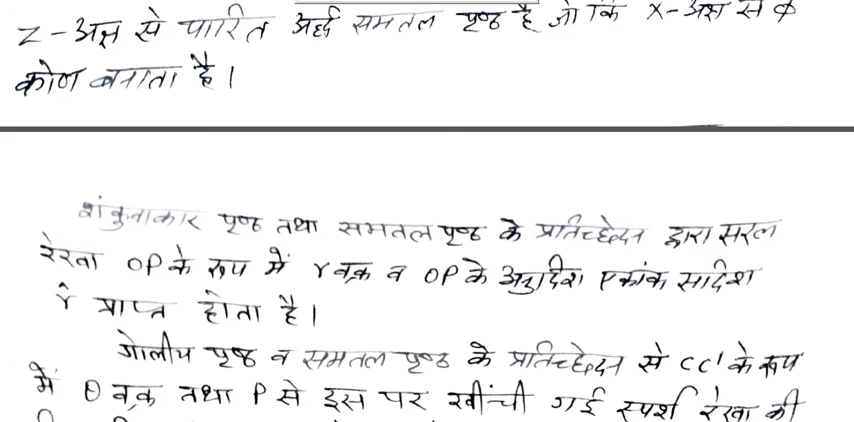 Z-अक्ष से पारित अर्द्ध समतल पृष्ठ है जो कि X-अक्ष से ϕ
कोण बनाता है।
शंकुनाकार पृष्ठ तथा समतल पृष्ठ के प्रतिच्छेदन द्वारा सरल
रेखा OP के रूप में r वक्र व OP के अनुदिश एकांक सदिश
r̂ प्राप्त होता है।
गोलीय पृष्ठ व समतल पृष्ठ के प्रतिच्छेदन से CC' के रूप
में θ वक्र तथा P से इस पर खींची गई स्पर्श रेखा की